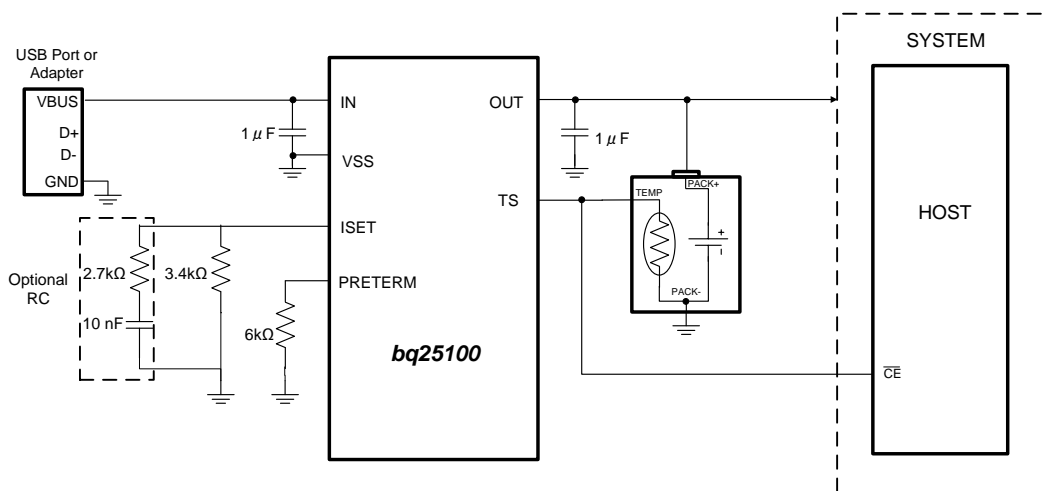 SYSTEM
USB Port or
Adapter
VBUS
D+
D-
GND
1 μF
IN
VSS
ISET
PRETERM
OUT
TS
bq25100
1 μF
TEMP
PACK+
+
−
PACK-
HOST
CE
Optional
RC
2.7kΩ
10 nF
3.4kΩ
6kΩ